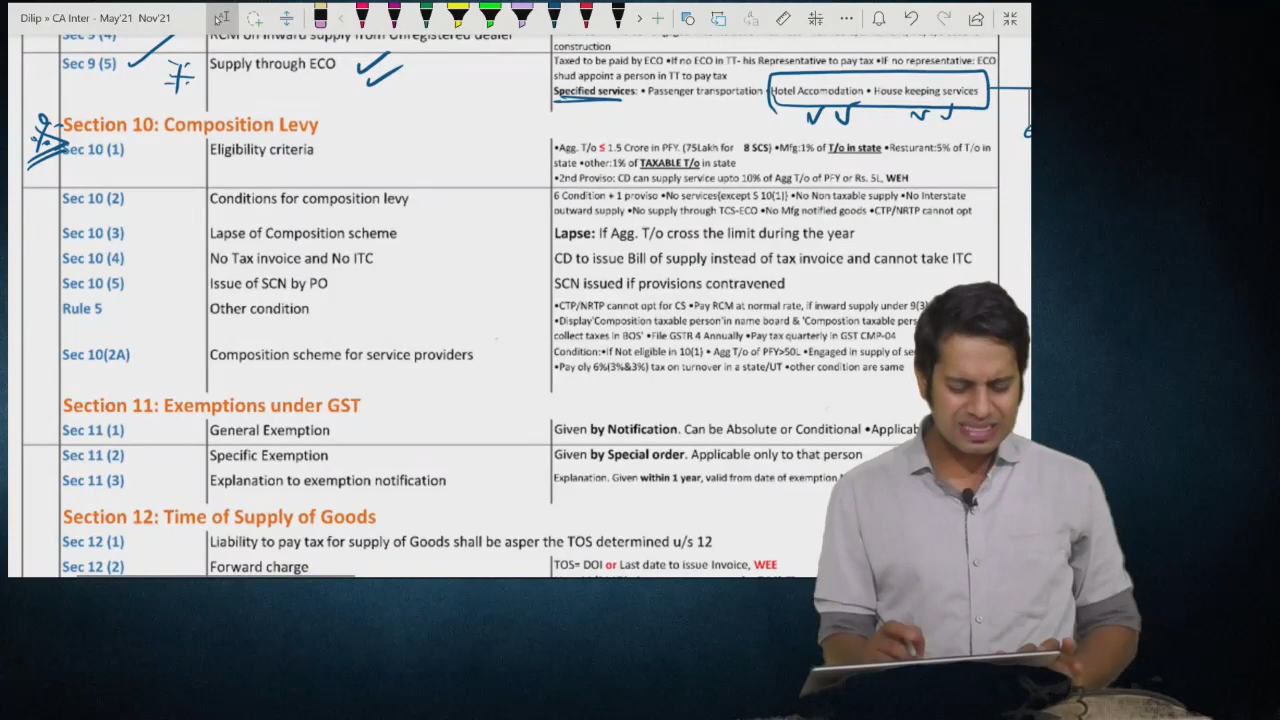 Dilip » CA Inter - May'21 Nov'21
Sec 9 (4) RCM on inward supply from Unregistered dealer
construction
Sec 9 (5) Supply through ECO Taxed to be paid by ECO •If no ECO in TT- his Representative to pay tax •IF no representative: ECO
shud appoint a person in TT to pay tax
Specified services: • Passenger transportation Hotel Accomodation • House keeping services
Section 10: Composition Levy
Sec 10 (1) Eligibility criteria •Agg. T/o ≤ 1.5 Crore in PFY. (75Lakh for 8 SCS) •Mfg:1% of T/o in state •Resturant:5% of T/o in
state •other:1% of TAXABLE T/o in state
•2nd Proviso: CD can supply service upto 10% of Agg T/o of PFY or Rs. 5L, WEH
Sec 10 (2) Conditions for composition levy 6 Condition + 1 proviso •No services{except S 10(1)} •No Non taxable supply •No Interstate
outward supply •No supply through TCS-ECO •No Mfg notified goods •CTP/NRTP cannot opt
Sec 10 (3) Lapse of Composition scheme Lapse: If Agg. T/o cross the limit during the year
Sec 10 (4) No Tax invoice and No ITC CD to issue Bill of supply instead of tax invoice and cannot take ITC
Sec 10 (5) Issue of SCN by PO SCN issued if provisions contravened
Rule 5 Other condition •CTP/NRTP cannot opt for CS •Pay RCM at normal rate, if inward supply under 9(3)
•Display'Composition taxable person'in name board & 'Compostion taxable pers
collect taxes in BOS' •File GSTR 4 Annually •Pay tax quarterly in GST CMP-04
Sec 10(2A) Composition scheme for service providers Condition:•If Not eligible in 10(1) • Agg T/o of PFY>50L •Engaged in supply of se
•Pay oly 6%(3%&3%) tax on turnover in a state/UT •other condition are same
Section 11: Exemptions under GST
Sec 11 (1) General Exemption Given by Notification. Can be Absolute or Conditional •Applicab
Sec 11 (2) Specific Exemption Given by Special order. Applicable only to that person
Sec 11 (3) Explanation to exemption notification Explanation. Given within 1 year, valid from date of exemption
Section 12: Time of Supply of Goods
Sec 12 (1) Liability to pay tax for supply of Goods shall be asper the TOS determined u/s 12
Sec 12 (2) Forward charge TOS= DOI or Last date to issue Invoice, WEE